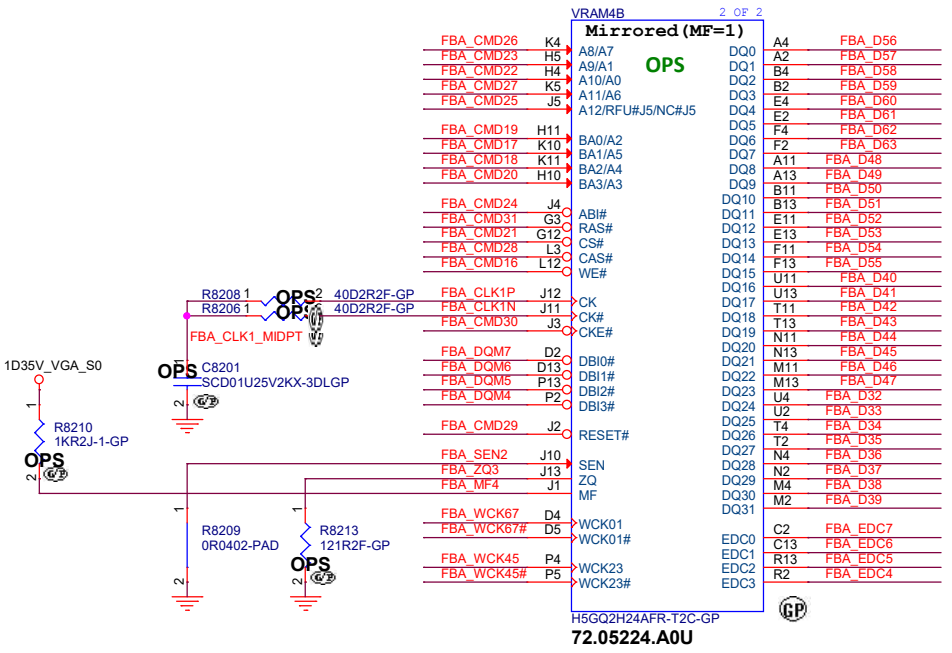 VRAM4B 2 OF 2
Mirrored(MF=1)
OPS
FBA_CMD26 K4 A8/A7 DQ0 A4 FBA_D56
FBA_CMD23 H5 A9/A1 DQ1 A2 FBA_D57
FBA_CMD22 H4 A10/A0 DQ2 B4 FBA_D58
FBA_CMD27 K5 A11/A6 DQ3 B2 FBA_D59
FBA_CMD25 J5 A12/RFU#J5/NC#J5 DQ4 E4 FBA_D60
DQ5 E2 FBA_D61
FBA_CMD19 H11 BA0/A2 DQ6 F4 FBA_D62
FBA_CMD17 K10 BA1/A5 DQ7 F2 FBA_D63
FBA_CMD18 K11 BA2/A4 DQ8 A11 FBA_D48
FBA_CMD20 H10 BA3/A3 DQ9 A13 FBA_D49
DQ10 B11 FBA_D50
FBA_CMD24 J4 ABI# DQ11 B13 FBA_D51
FBA_CMD31 G3 RAS# DQ12 E11 FBA_D52
FBA_CMD21 G12 CS# DQ13 E13 FBA_D53
FBA_CMD28 L3 CAS# DQ14 F11 FBA_D54
FBA_CMD16 L12 WE# DQ15 F13 FBA_D55
DQ16 U11 FBA_D40
R8208 1 OPS 2 40D2R2F-GP FBA_CLK1P J12 CK DQ17 U13 FBA_D41
R8206 1 OPS 40D2R2F-GP FBA_CLK1N J11 CK# DQ18 T11 FBA_D42
FBA_CLK1_MIDPT FBA_CMD30 J3 CKE# DQ19 T13 FBA_D43
DQ20 N11 FBA_D44
FBA_DQM7 D2 DBI0# DQ21 N13 FBA_D45
FBA_DQM6 D13 DBI1# DQ22 M11 FBA_D46
FBA_DQM5 P13 DBI2# DQ23 M13 FBA_D47
FBA_DQM4 P2 DBI3# DQ24 U4 FBA_D32
DQ25 U2 FBA_D33
FBA_CMD29 J2 RESET# DQ26 T4 FBA_D34
DQ27 T2 FBA_D35
FBA_SEN2 J10 SEN DQ28 N4 FBA_D36
FBA_ZQ3 J13 ZQ DQ29 N2 FBA_D37
FBA_MF4 J1 MF DQ30 M4 FBA_D38
DQ31 M2 FBA_D39
FBA_WCK67 D4 WCK01
FBA_WCK67# D5 WCK01# EDC0 C2 FBA_EDC7
EDC1 C13 FBA_EDC6
FBA_WCK45 P4 WCK23 EDC2 R13 FBA_EDC5
FBA_WCK45# P5 WCK23# EDC3 R2 FBA_EDC4
1D35V_VGA_S0
1
OPS C8201
SCD01U25V2KX-3DLGP
2
1
R8210
1KR2J-1-GP
OPS
2
1
R8209
0R0402-PAD
2
1
R8213
121R2F-GP
OPS
2
GP
H5GQ2H24AFR-T2C-GP
72.05224.A0U